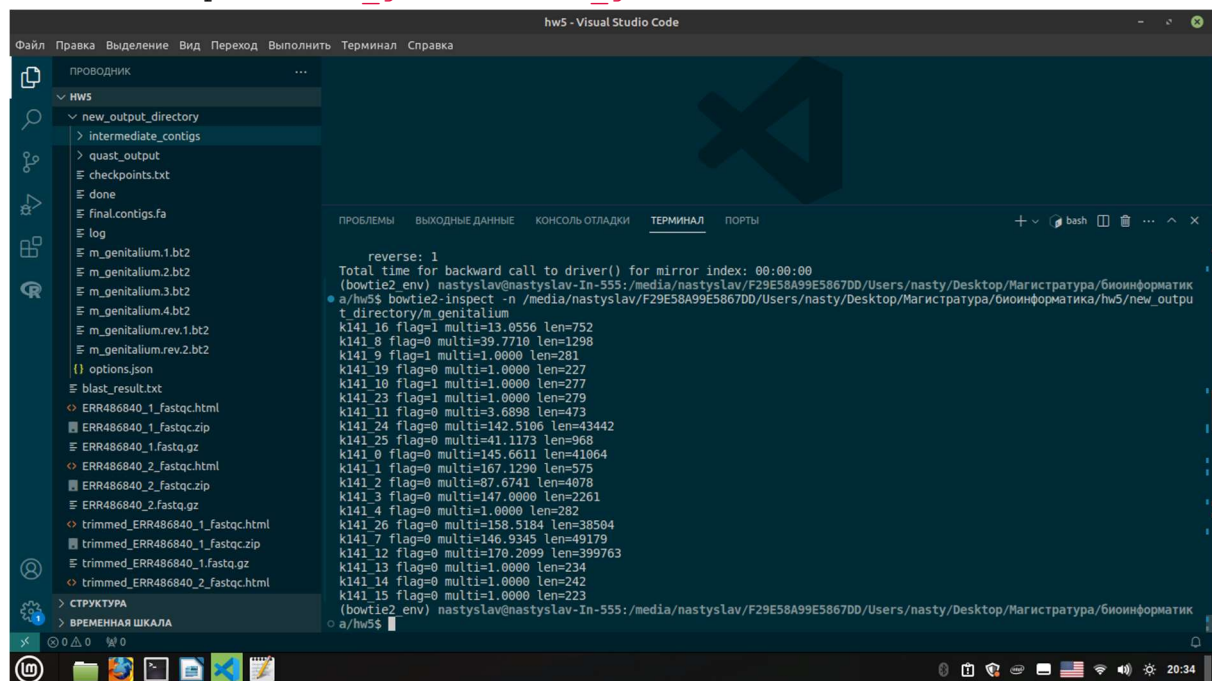 hw5 - Visual Studio Code
Файл Правка Выделение Вид Переход Выполнить Терминал Справка
ПРОВОДНИК
HW5
new_output_directory
intermediate_contigs
quast_output
checkpoints.txt
done
final.contigs.fa
log
m_genitalium.1.bt2
m_genitalium.2.bt2
m_genitalium.3.bt2
m_genitalium.4.bt2
m_genitalium.rev.1.bt2
m_genitalium.rev.2.bt2
{} options.json
blast_result.txt
ERR486840_1_fastqc.html
ERR486840_1_fastqc.zip
ERR486840_1.fastq.gz
ERR486840_2_fastqc.html
ERR486840_2_fastqc.zip
ERR486840_2.fastq.gz
trimmed_ERR486840_1_fastqc.html
trimmed_ERR486840_1_fastqc.zip
trimmed_ERR486840_1.fastq.gz
trimmed_ERR486840_2_fastqc.html
СТРУКТУРА
ВРЕМЕННАЯ ШКАЛА
ПРОБЛЕМЫ ВЫХОДНЫЕ ДАННЫЕ КОНСОЛЬ ОТЛАДКИ ТЕРМИНАЛ ПОРТЫ
bash
reverse: 1
Total time for backward call to driver() for mirror index: 00:00:00
(bowtie2_env) nastyslav@nastyslav-In-555:/media/nastyslav/F29E58A99E5867DD/Users/nasty/Desktop/Магистратура/биоинформатик
а/hw5$ bowtie2-inspect -n /media/nastyslav/F29E58A99E5867DD/Users/nasty/Desktop/Магистратура/биоинформатика/hw5/new_outpu
t_directory/m_genitalium
k141_16 flag=1 multi=13.0556 len=752
k141_8 flag=0 multi=39.7710 len=1298
k141_9 flag=1 multi=1.0000 len=281
k141_19 flag=0 multi=1.0000 len=227
k141_10 flag=1 multi=1.0000 len=277
k141_23 flag=1 multi=1.0000 len=279
k141_11 flag=0 multi=3.6898 len=473
k141_24 flag=0 multi=142.5106 len=43442
k141_25 flag=0 multi=41.1173 len=968
k141_0 flag=0 multi=145.6611 len=41064
k141_1 flag=0 multi=167.1290 len=575
k141_2 flag=0 multi=87.6741 len=4078
k141_3 flag=0 multi=147.0000 len=2261
k141_4 flag=0 multi=1.0000 len=282
k141_26 flag=0 multi=158.5184 len=38504
k141_7 flag=0 multi=146.9345 len=49179
k141_12 flag=0 multi=170.2099 len=399763
k141_13 flag=0 multi=1.0000 len=234
k141_14 flag=0 multi=1.0000 len=242
k141_15 flag=0 multi=1.0000 len=223
(bowtie2_env) nastyslav@nastyslav-In-555:/media/nastyslav/F29E58A99E5867DD/Users/nasty/Desktop/Магистратура/биоинформатик
а/hw5$
0 0 0
20:34